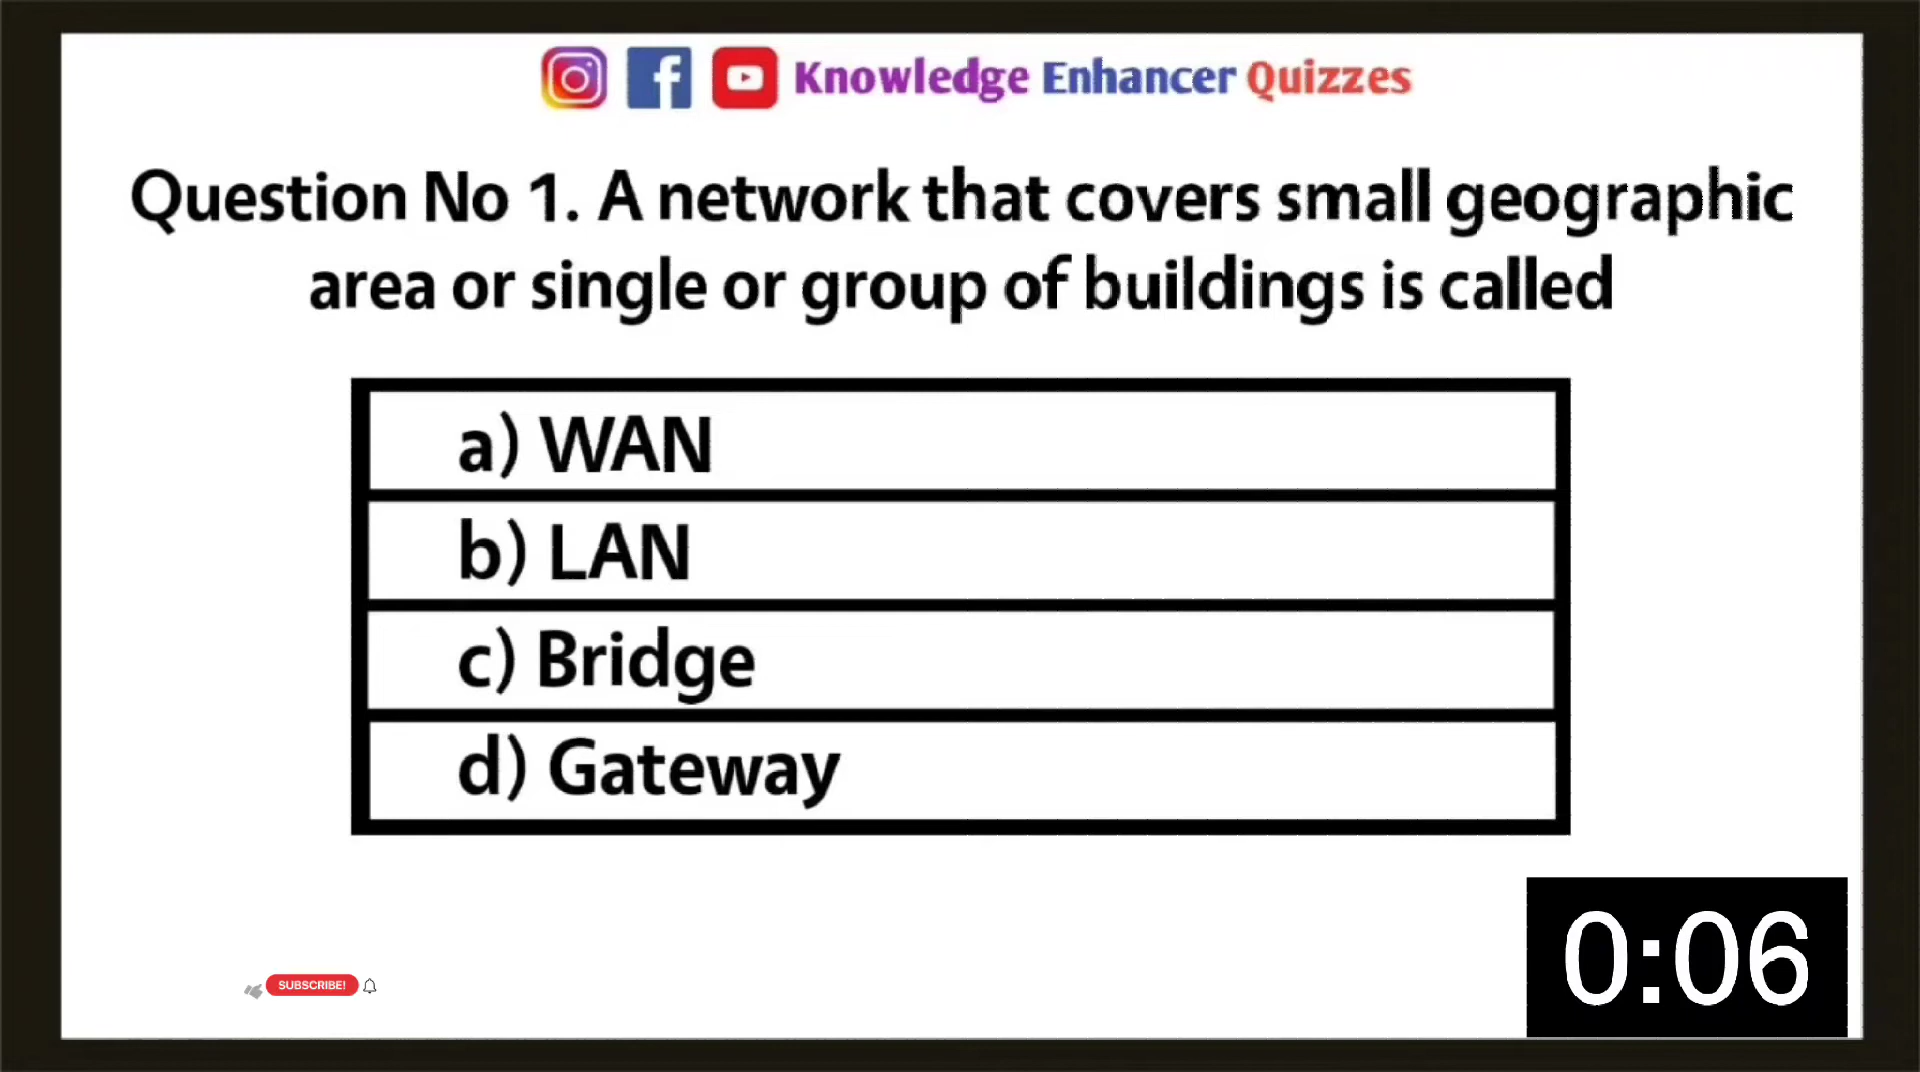 Knowledge Enhancer Quizzes
Question No 1. A network that covers small geographic
area or single or group of buildings is called
a) WAN
b) LAN
c) Bridge
d) Gateway
SUBSCRIBE!
0:06